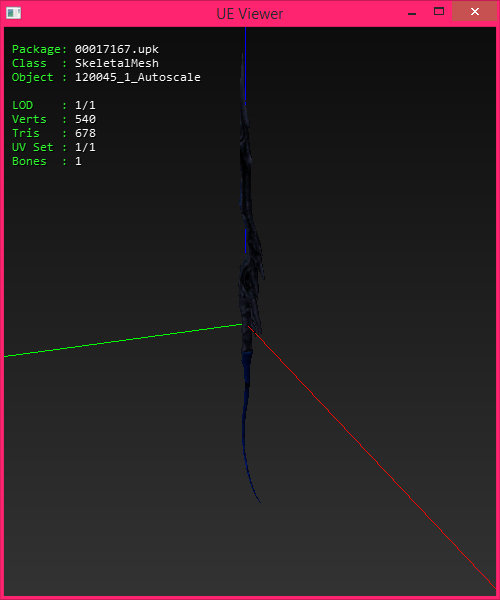 UE Viewer
Package: 00017167.upk
Class  : SkeletalMesh
Object : 120045_1_Autoscale
LOD    : 1/1
Verts  : 540
Tris   : 678
UV Set : 1/1
Bones  : 1